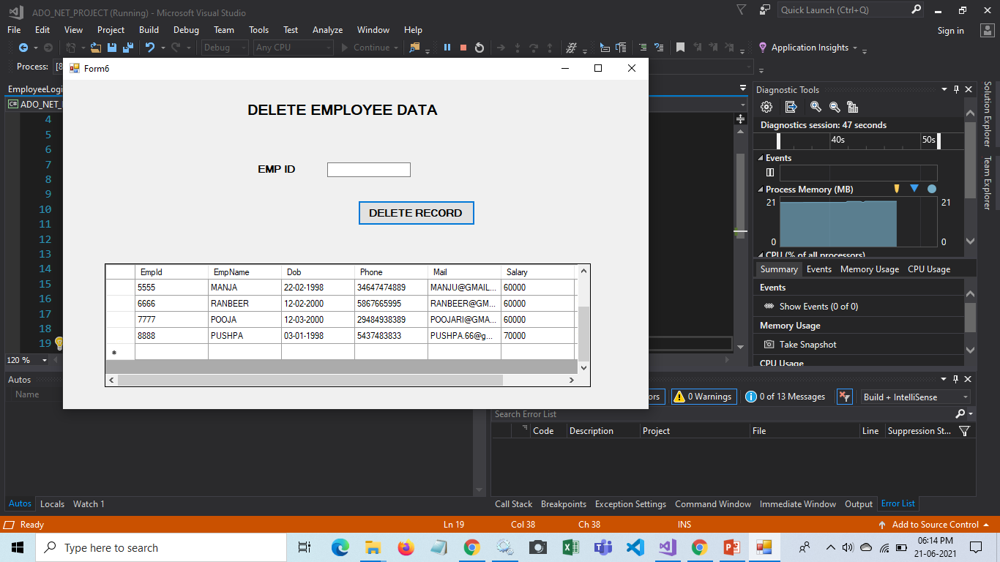 ADO_NET_PROJECT (Running) - Microsoft Visual Studio
Quick Launch (Ctrl+Q)
File Edit View Project Build Debug Team Tools Test Analyze Window Help
Sign in
Debug Any CPU Continue Application Insights
Process: [8
Form6
EmployeeLogi
ADO_NET_
DELETE EMPLOYEE DATA
EMP ID
DELETE RECORD
EmpId EmpName Dob Phone Mail Salary
5555 MANJA 22-02-1998 34647474889 MANJU@GMAIL... 60000
6666 RANBEER 12-02-2000 5867665995 RANBEER@GM... 60000
7777 POOJA 12-03-2000 29484938389 POOJARI@GMA... 60000
8888 PUSHPA 03-01-1998 5437483833 PUSHPA.66@g... 70000
4
5
6
7
8
9
10
11
12
13
14
15
16
17
18
19
120 %
Diagnostic Tools
Diagnostics session: 47 seconds
40s 50s
Events
Process Memory (MB)
21 21
0 0
CPU (% of all processors)
Summary Events Memory Usage CPU Usage
Events
Show Events (0 of 0)
Memory Usage
Take Snapshot
CPU Usage
Solution Explorer
Team Explorer
Autos
Name
Autos Locals Watch 1
ors 0 Warnings 0 of 13 Messages Build + IntelliSense
Search Error List
Code Description Project File Line Suppression St...
Call Stack Breakpoints Exception Settings Command Window Immediate Window Output Error List
Ready Ln 19 Col 38 Ch 38 INS Add to Source Control
Type here to search
06:14 PM
21-06-2021